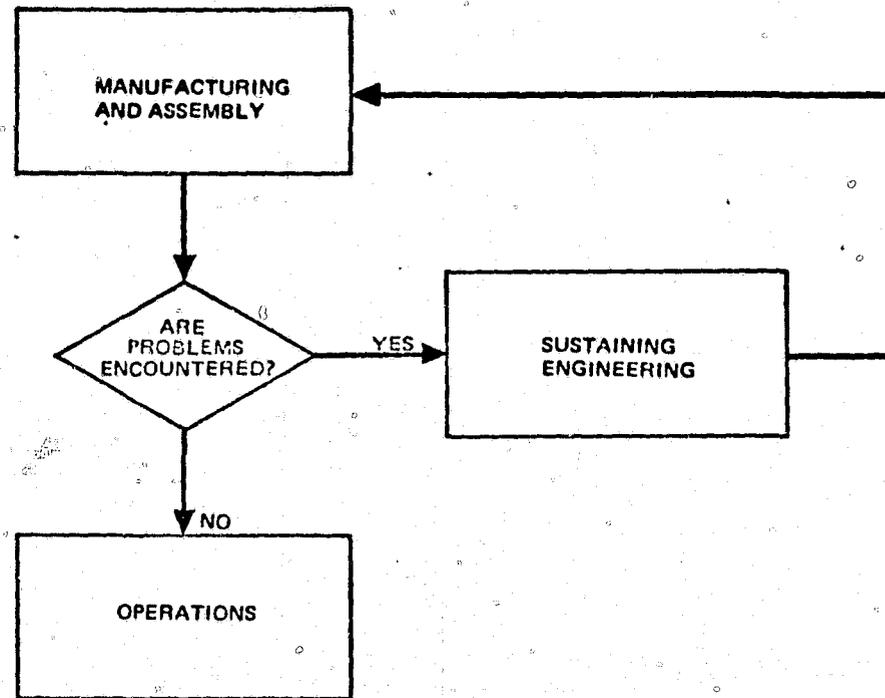 MANUFACTURING
AND ASSEMBLY
ARE
PROBLEMS
ENCOUNTERED?
YES
SUSTAINING
ENGINEERING
NO
OPERATIONS